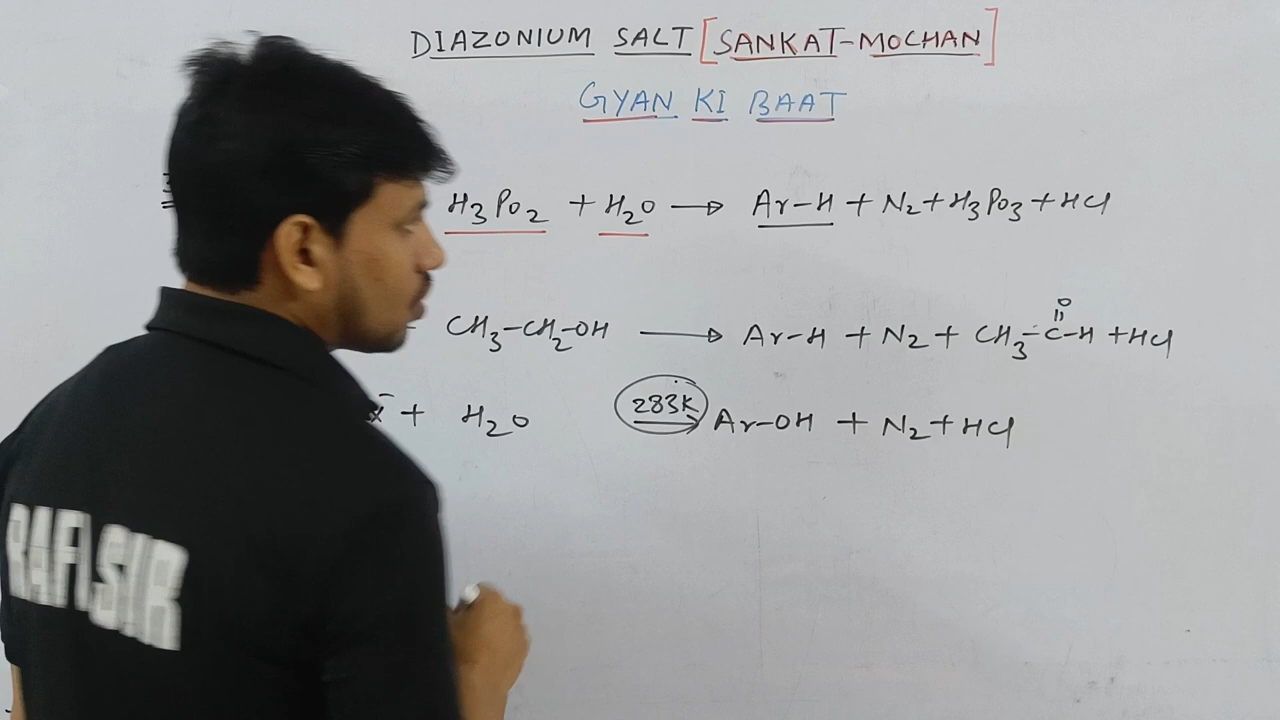 DIAZONIUM SALT [SANKAT-MOCHAN]
GYAN KI BAAT
H3PO2 + H2O → Ar-H + N2 + H3PO3 + HCl
CH3-CH2-OH → Ar-H + N2 + CH3-C-H + HCl
O
X⁻ + H2O 283K → Ar-OH + N2 + HCl
RAFI SIR